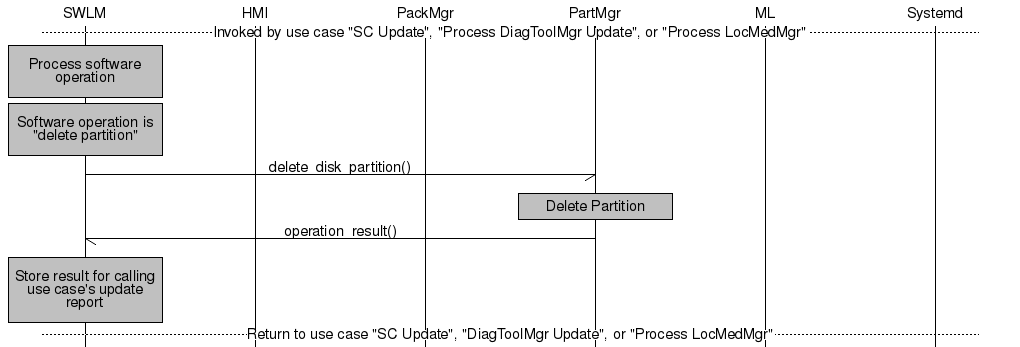 SWLM HMI PackMgr PartMgr ML Systemd
Invoked by use case "SC Update", "Process DiagToolMgr Update", or "Process LocMedMgr"
Process software
operation
Software operation is
"delete partition"
delete_disk_partition()
Delete Partition
operation_result()
Store result for calling
use case's update
report
Return to use case "SC Update", "DiagToolMgr Update", or "Process LocMedMgr"